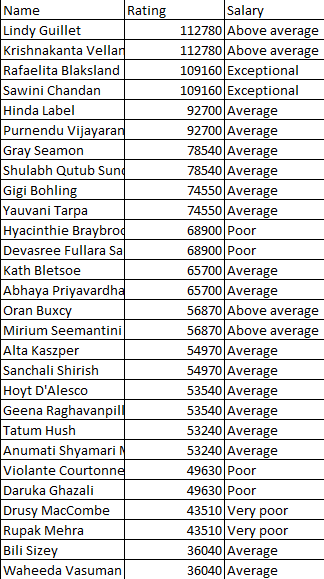 Name Rating Salary
Lindy Guillet 112780 Above average
Krishnakanta Vellan 112780 Above average
Rafaelita Blaksland 109160 Exceptional
Sawini Chandan 109160 Exceptional
Hinda Label 92700 Average
Purnendu Vijayaran 92700 Average
Gray Seamon 78540 Average
Shulabh Qutub Sund 78540 Average
Gigi Bohling 74550 Average
Yauvani Tarpa 74550 Average
Hyacinthie Braybroo 68900 Poor
Devasree Fullara Sa 68900 Poor
Kath Bletsoe 65700 Average
Abhaya Priyavardha 65700 Average
Oran Buxcy 56870 Above average
Mirium Seemantini 56870 Above average
Alta Kaszper 54970 Average
Sanchali Shirish 54970 Average
Hoyt D'Alesco 53540 Average
Geena Raghavanpill 53540 Average
Tatum Hush 53240 Average
Anumati Shyamari M 53240 Average
Violante Courtonne 49630 Poor
Daruka Ghazali 49630 Poor
Drusy MacCombe 43510 Very poor
Rupak Mehra 43510 Very poor
Bili Sizey 36040 Average
Waheeda Vasuman 36040 Average